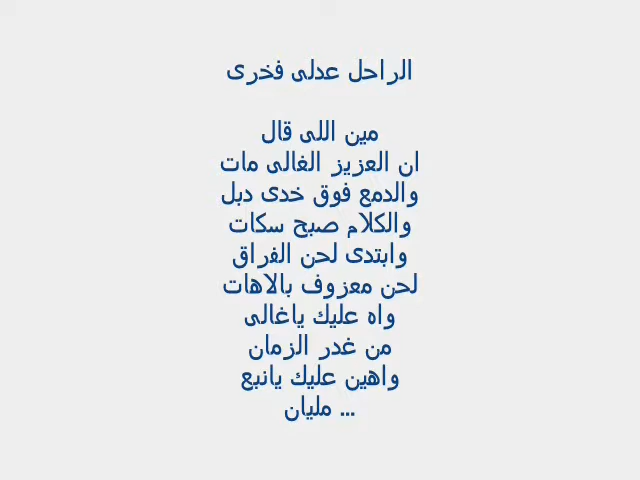 الراحل عدلى فخرى
مين اللى قال
ان العزيز الغالى مات
والدمع فوق خدى دبل
والكلام صبح سكات
وابتدى لحن الفراق
لحن معزوف بالاهات
واه عليك ياغالى
من غدر الزمان
واهين عليك يانبع
... مليان